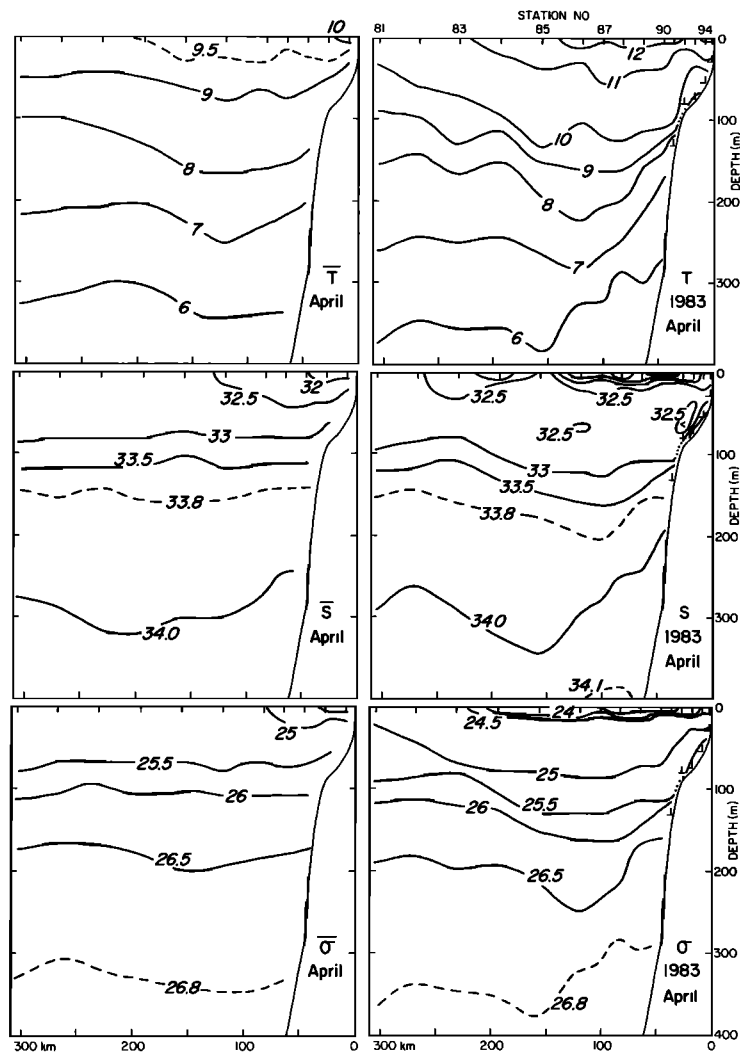 STATION NO
81 83 85 87 90 94
10
9.5
9
8
7
6
T
April
12
11
10
9
8
7
6
T
1983
April
0
100
200
300
DEPTH (m)
32
32.5
33
33.5
33.8
34.0
S
April
32.5
32.5
32.5
32.5
33
33.5
33.8
34.0
34.1
S
1983
April
0
100
200
300
DEPTH (m)
25
25.5
26
26.5
26.8
σ
April
24
24.5
25
25.5
26
26.5
26.8
σ
1983
April
0
100
200
300
400
DEPTH (m)
300 km 200 100 0
300 km 200 100 0